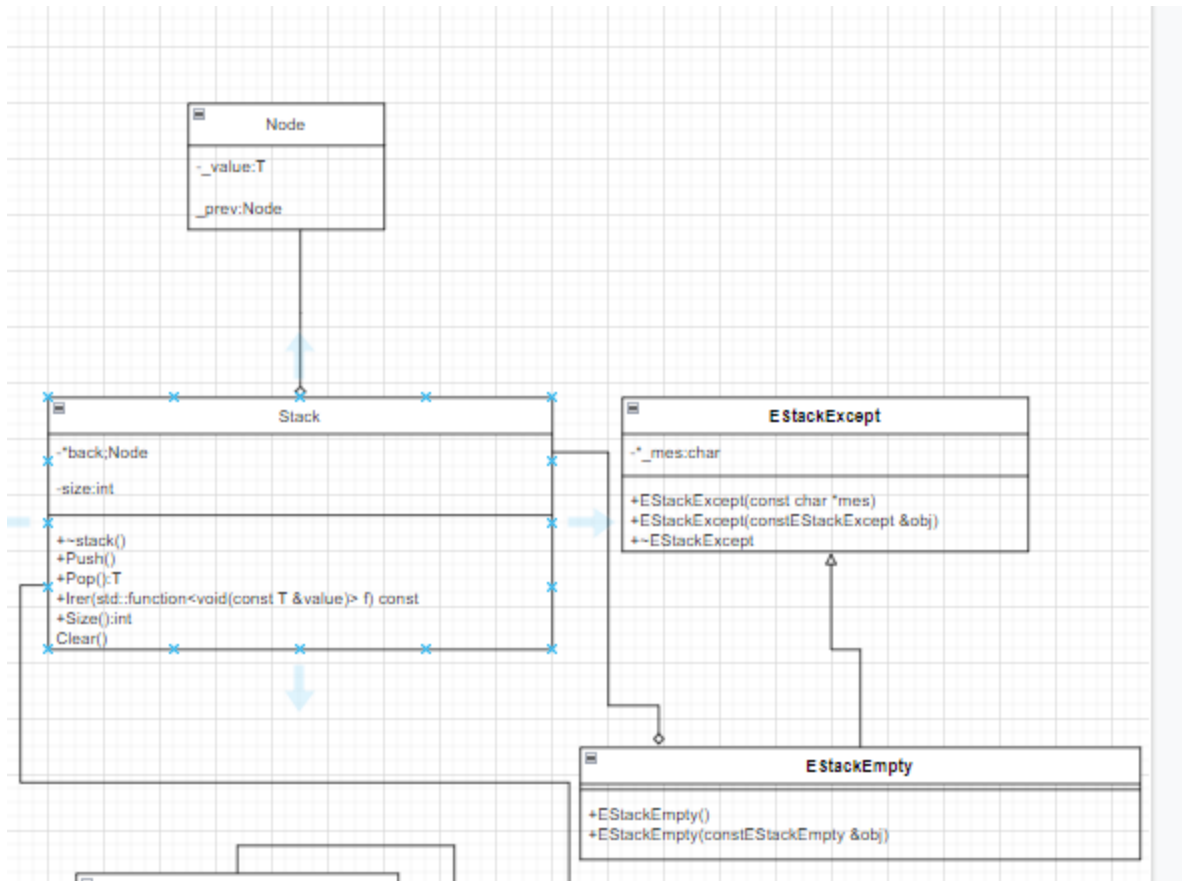 Node
-_value:T
_prev:Node
Stack
-*back;Node
-size:int
+~stack()
+Push()
+Pop():T
+Irer(std::function<void(const T &value)> f) const
+Size():int
Clear()
EStackExcept
-*_mes:char
+EStackExcept(const char *mes)
+EStackExcept(constEStackExcept &obj)
+~EStackExcept
EStackEmpty
+EStackEmpty()
+EStackEmpty(constEStackEmpty &obj)